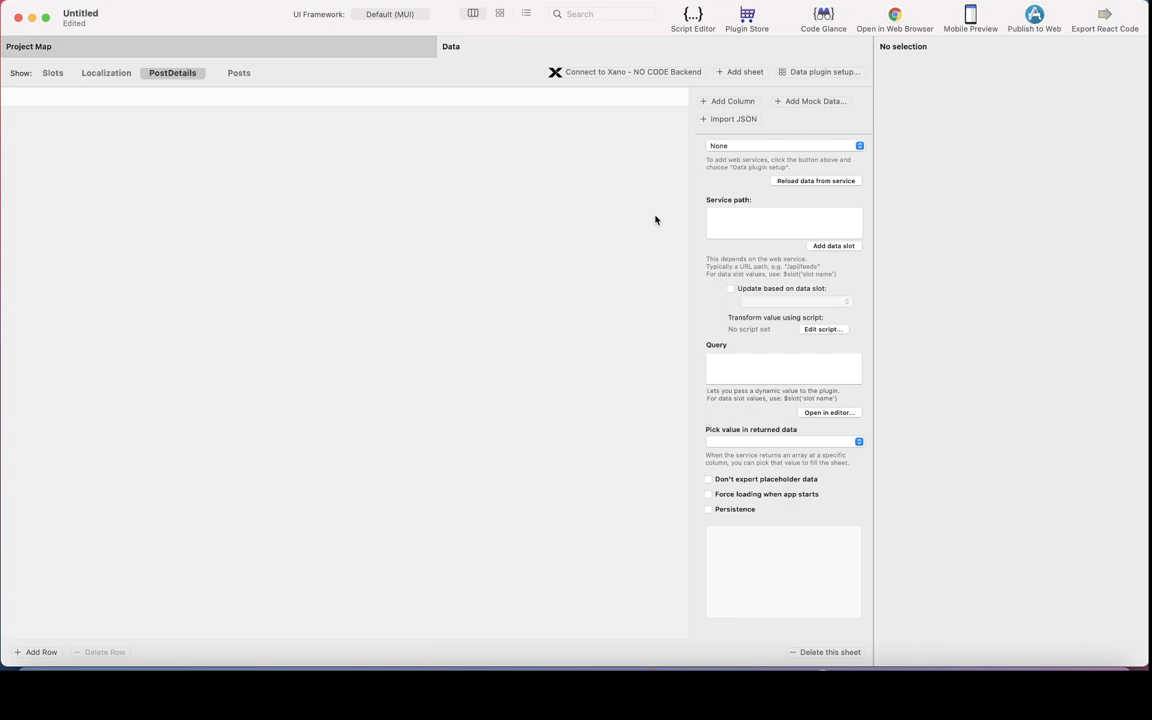 Untitled
Edited
UI Framework: Default (MUI)
Search
{...}
Script Editor
Plugin Store
Code Glance
Open in Web Browser
Mobile Preview
Publish to Web
Export React Code
Project Map
Data
No selection
Show: Slots Localization PostDetails Posts
Connect to Xano - NO CODE Backend
+ Add sheet
Data plugin setup...
+ Add Column
+ Add Mock Data...
+ Import JSON
None
To add web services, click the button above and
choose "Data plugin setup".
Reload data from service
Service path:
Add data slot
This depends on the web service.
Typically a URL path, e.g. "/api/feeds"
For data slot values, use: $slot('slot name')
Update based on data slot:
Transform value using script:
No script set Edit script...
Query
Lets you pass a dynamic value to the plugin.
For data slot values, use: $slot('slot name')
Open in editor...
Pick value in returned data
When the service returns an array at a specific
column, you can pick that value to fill the sheet.
Don't export placeholder data
Force loading when app starts
Persistence
+ Add Row
— Delete Row
— Delete this sheet